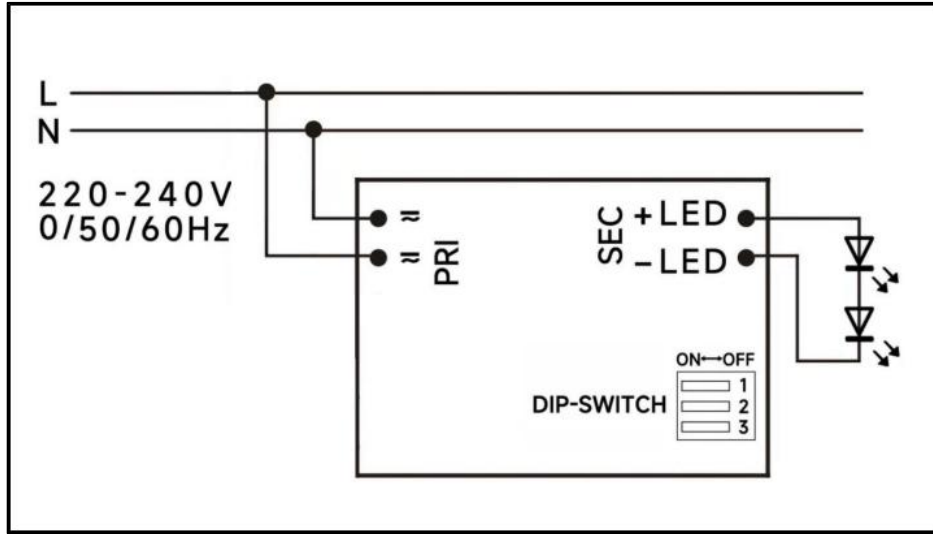 L
N
220-240V
0/50/60Hz
PRI
SEC
+LED
-LED
ON↔OFF
DIP-SWITCH
1
2
3